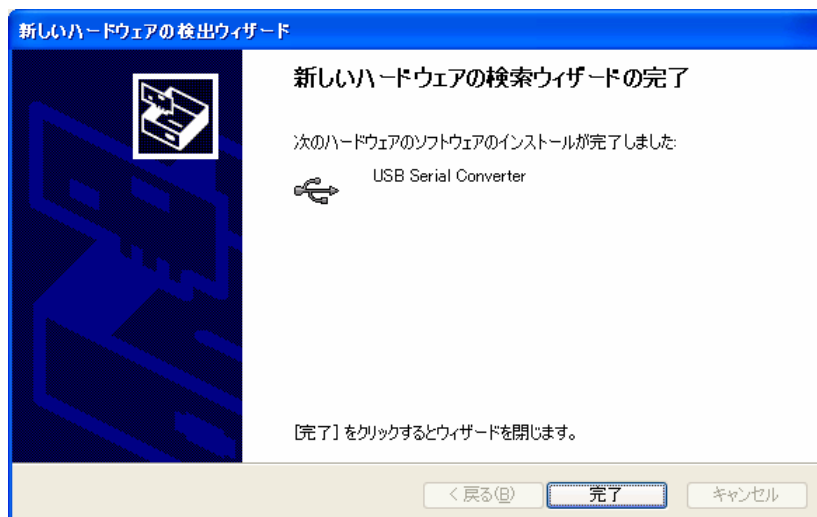 新しいハードウェアの検出ウィザード
新しいハードウェアの検索ウィザードの完了
次のハードウェアのソフトウェアのインストールが完了しました:
USB Serial Converter
[完了] をクリックするとウィザードを閉じます。
< 戻る(B)
完了
キャンセル